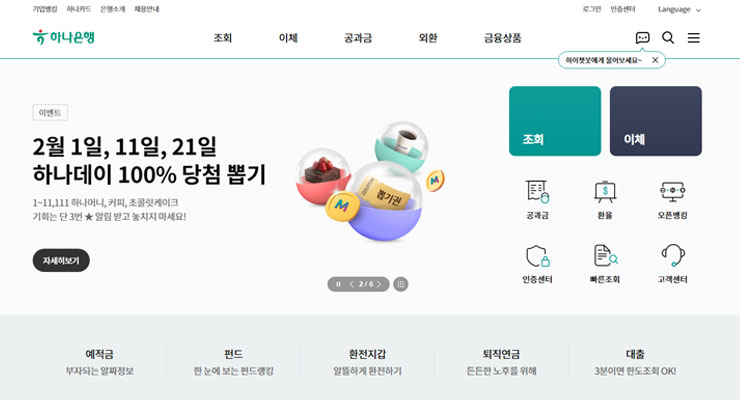 기업뱅킹 하나카드 은행소개 채용안내
로그인 인증센터 Language
하나은행
조회 이체 공과금 외환 금융상품
하이챗봇에게 물어보세요~
이벤트
2월 1일, 11일, 21일
하나데이 100% 당첨 뽑기
1~11,111 하나머니, 커피, 초콜릿케이크
기회는 단 3번 ★ 알림 받고 놓치지 마세요!
자세히보기
뽑기권
COUPON
M
M
2 / 6
조회
이체
공과금 환율 오픈뱅킹
인증센터 빠른조회 고객센터
예적금 펀드 환전지갑 퇴직연금 대출
부자되는 알짜정보 한 눈에 보는 펀드랭킹 알뜰하게 환전하기 든든한 노후를 위해 3분이면 한도조회 OK!